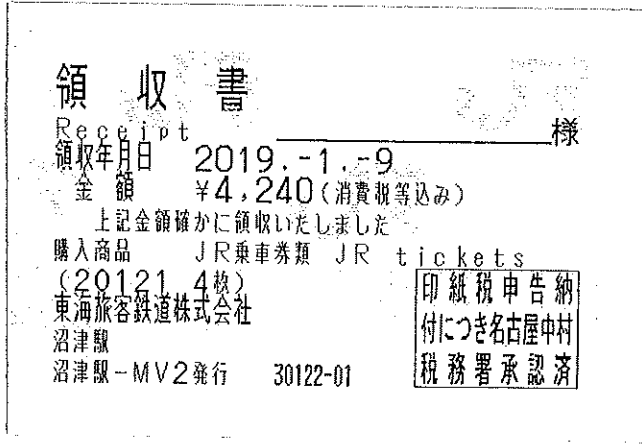 領収書
Receipt 様
領収年月日 2019.-1.-9
金額 ¥4,240(消費税等込み)
上記金額確かに領収いたしました
購入商品 JR乗車券類 JR tickets
(20121 4枚)
東海旅客鉄道株式会社
沼津駅
沼津駅-MV2発行 30122-01
印紙税申告納
付につき名古屋中村
税務署承認済